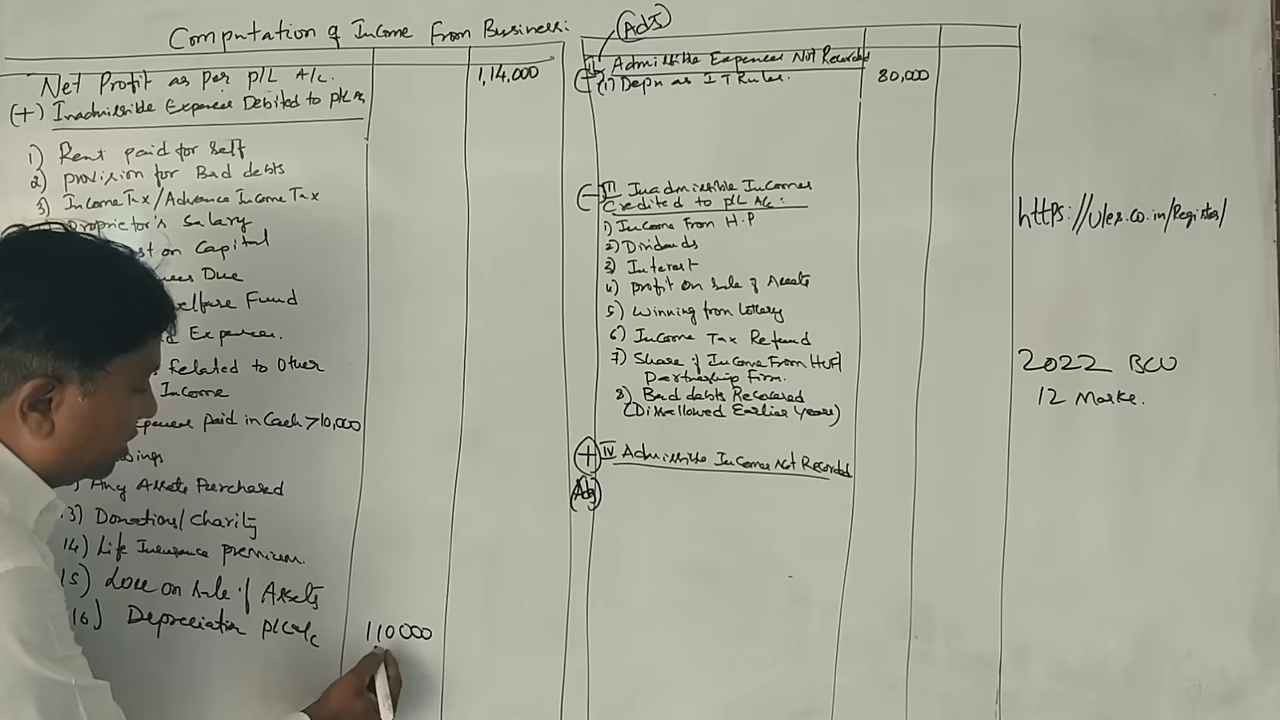 Computation of Income From Business:
Net Profit as per P/L A/c.
1,14,000
(+) Inadmissible Expenses Debited to P/L A/c
1) Rent paid for self
2) provision for Bad debts
3) Income Tax/Advance Income Tax
proprietor's Salary
on Capital
Due
Welfare Fund
Expenses.
Related to Other
Income
paid in Cash >10,000
Any Assets Purchased
13) Donations/Charity
14) Life Insurance premium.
15) Loss on Sale of Assets
16) Depreciation P/L A/c
110000
(Adj)
(-) II Admissible Expenses Not Recorded
(1) Depn as I T Rules.
80,000
(-) III Inadmissible Incomes
Credited to P/L A/c:
1) Income From H.P
2) Dividends
3) Interest
4) Profit on Sale of Assets
5) Winning from Lottery
6) Income Tax Refund
7) Share of Income From HUF/
Partnership Firm.
8) Bad debts Recovered
(Disallowed Earlier Years)
(+) IV Admissible Incomes Not Recorded
(Adj)
https://vles.co.in/Register/
2022 BCU
12 Marks.